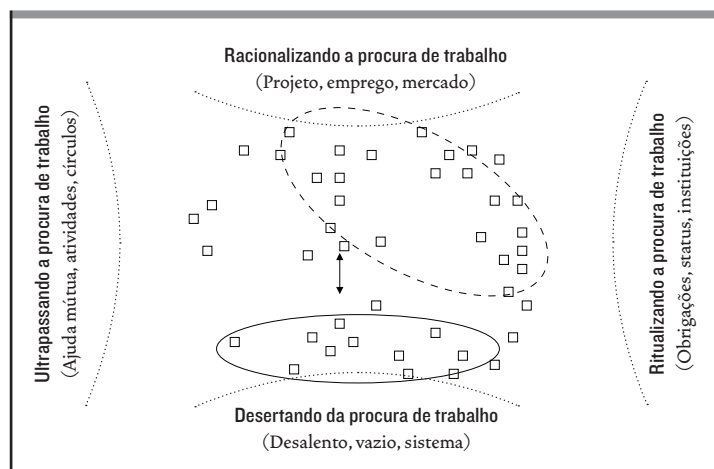 Racionalizando a procura de trabalho
(Projeto, emprego, mercado)
Ultrapassando a procura de trabalho
(Ajuda mútua, atividades, círculos)
Ritualizando a procura de trabalho
(Obrigações, status, instituições)
Desertando da procura de trabalho
(Desalento, vazio, sistema)